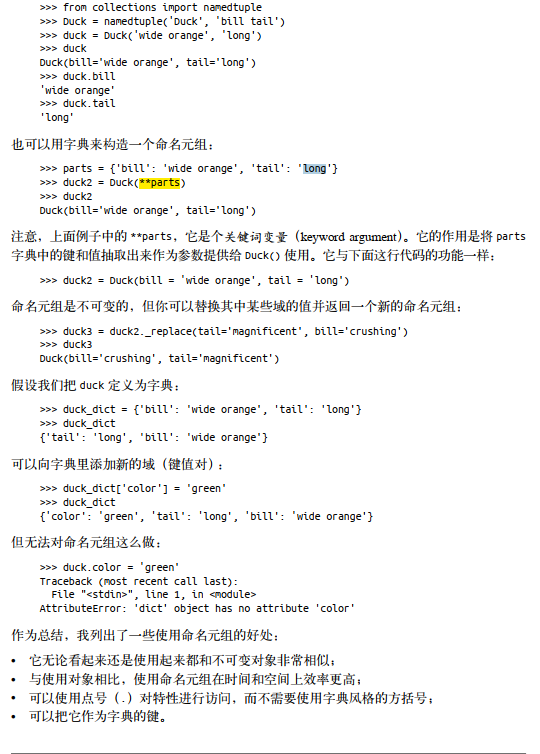 >>> from collections import namedtuple
>>> Duck = namedtuple('Duck', 'bill tail')
>>> duck = Duck('wide orange', 'long')
>>> duck
Duck(bill='wide orange', tail='long')
>>> duck.bill
'wide orange'
>>> duck.tail
'long'
也可以用字典来构造一个命名元组：
>>> parts = {'bill': 'wide orange', 'tail': 'long'}
>>> duck2 = Duck(**parts)
>>> duck2
Duck(bill='wide orange', tail='long')
注意，上面例子中的 **parts，它是个关键词变量（keyword argument）。它的作用是将 parts
字典中的键和值抽取出来作为参数提供给 Duck() 使用。它与下面这行代码的功能一样：
>>> duck2 = Duck(bill = 'wide orange', tail = 'long')
命名元组是不可变的，但你可以替换其中某些域的值并返回一个新的命名元组：
>>> duck3 = duck2._replace(tail='magnificent', bill='crushing')
>>> duck3
Duck(bill='crushing', tail='magnificent')
假设我们把 duck 定义为字典：
>>> duck_dict = {'bill': 'wide orange', 'tail': 'long'}
>>> duck_dict
{'tail': 'long', 'bill': 'wide orange'}
可以向字典里添加新的域（键值对）：
>>> duck_dict['color'] = 'green'
>>> duck_dict
{'color': 'green', 'tail': 'long', 'bill': 'wide orange'}
但无法对命名元组这么做：
>>> duck.color = 'green'
Traceback (most recent call last):
  File "<stdin>", line 1, in <module>
AttributeError: 'dict' object has no attribute 'color'
作为总结，我列出了一些使用命名元组的好处：
• 它无论看起来还是使用起来都和不可变对象非常相似；
• 与使用对象相比，使用命名元组在时间和空间上效率更高；
• 可以使用点号（.）对特性进行访问，而不需要使用字典风格的方括号；
• 可以把它作为字典的键。